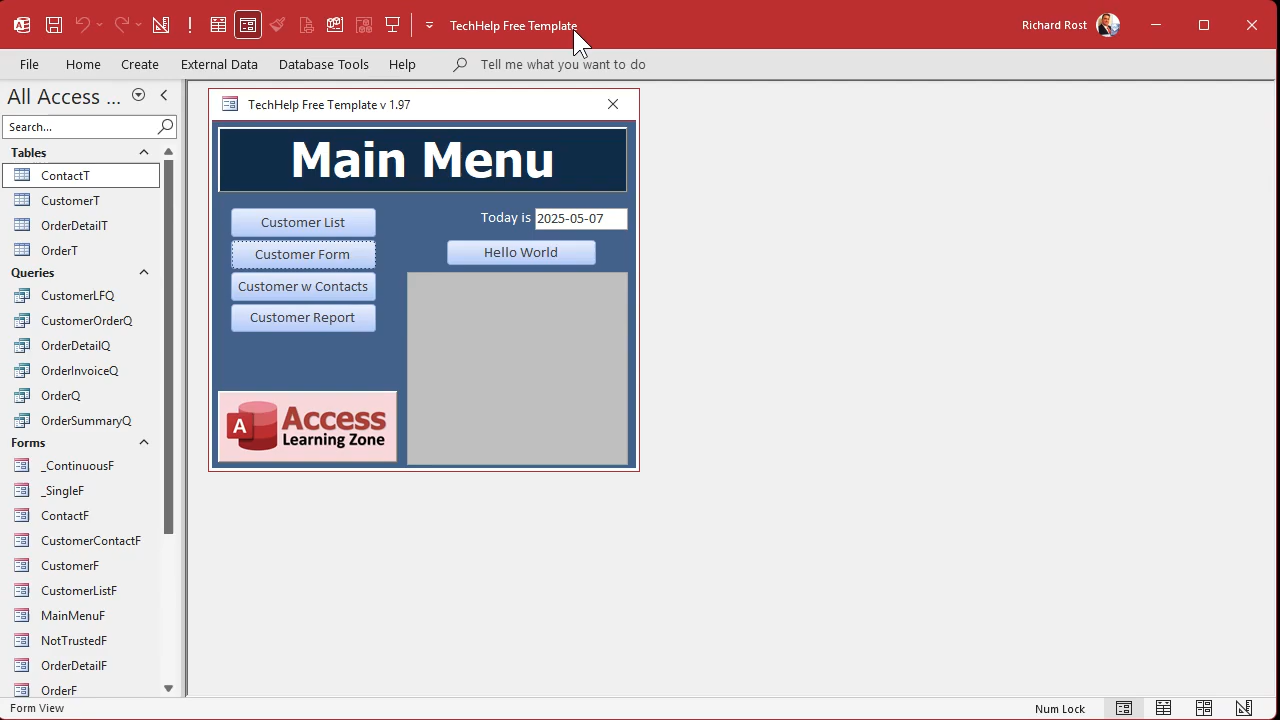 TechHelp Free Template
Richard Rost
File
Home
Create
External Data
Database Tools
Help
Tell me what you want to do
All Access ...
Search...
Tables
ContactT
CustomerT
OrderDetailT
OrderT
Queries
CustomerLFQ
CustomerOrderQ
OrderDetailQ
OrderInvoiceQ
OrderQ
OrderSummaryQ
Forms
_ContinuousF
_SingleF
ContactF
CustomerContactF
CustomerF
CustomerListF
MainMenuF
NotTrustedF
OrderDetailF
OrderF
TechHelp Free Template v 1.97
Main Menu
Customer List
Customer Form
Customer w Contacts
Customer Report
Today is 2025-05-07
Hello World
A
Access
Learning Zone
Form View
Num Lock